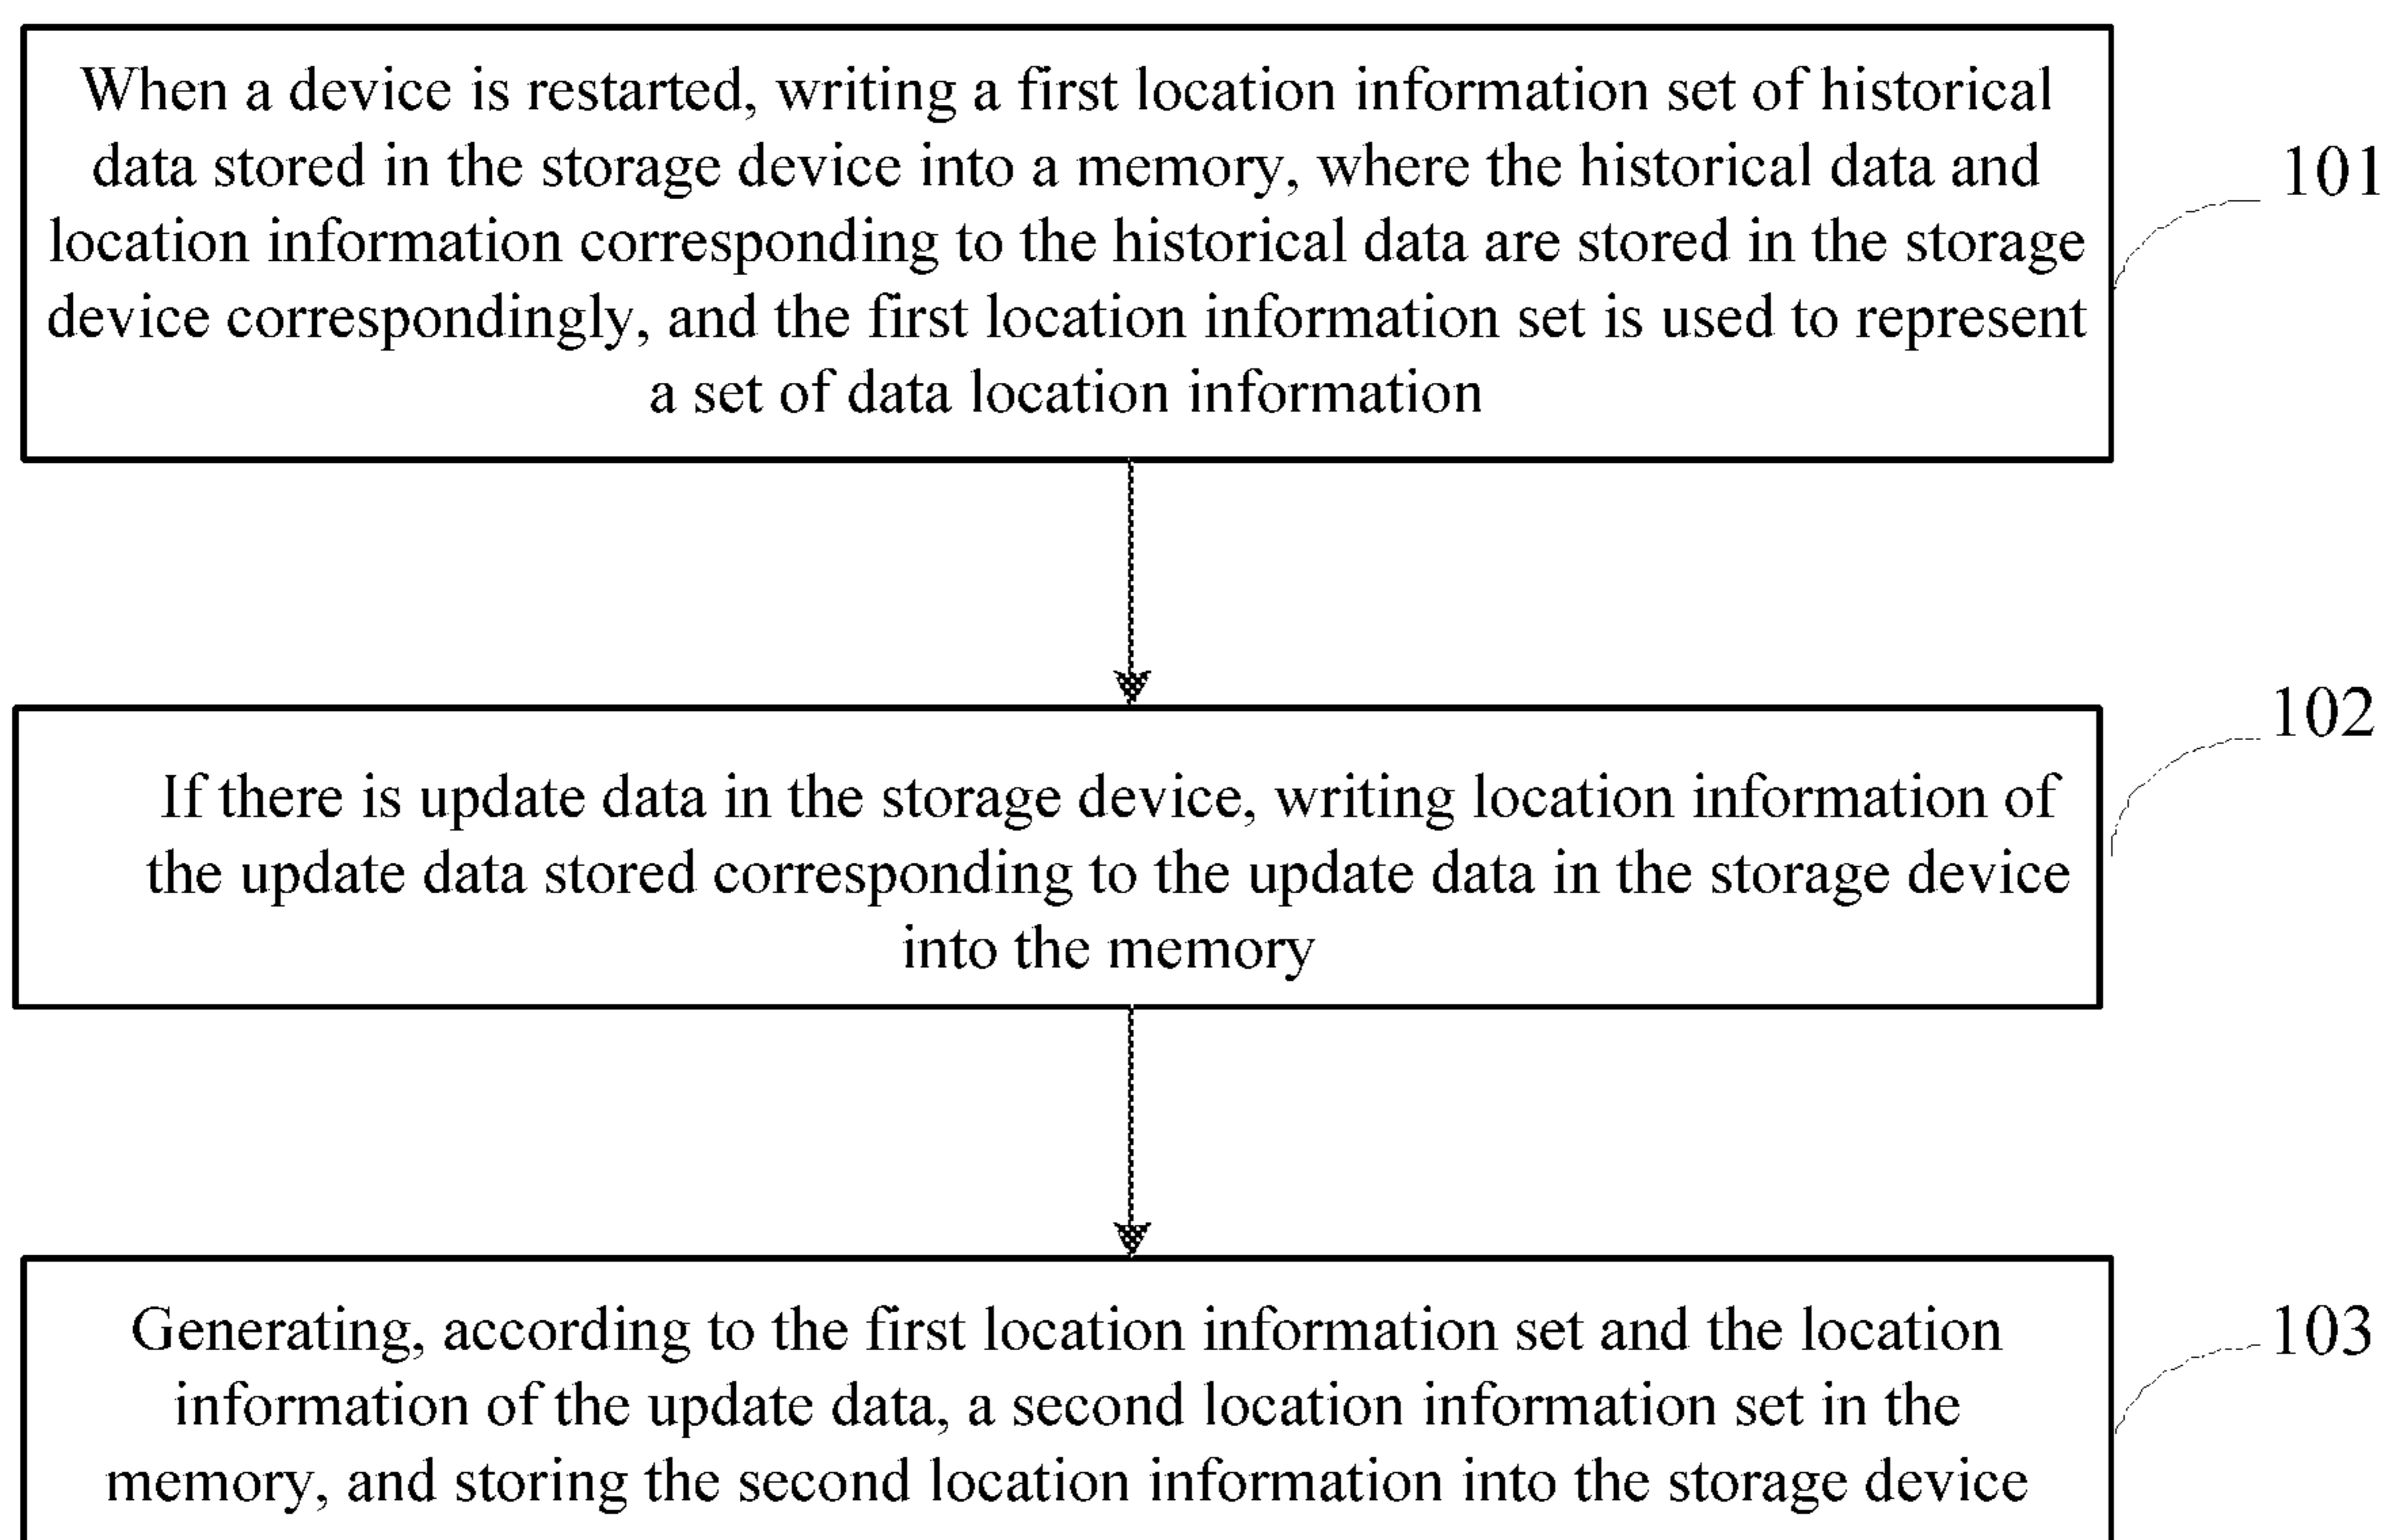 When a device is restarted, writing a first location information set of historical
data stored in the storage device into a memory, where the historical data and
location information corresponding to the historical data are stored in the storage
device correspondingly, and the first location information set is used to represent
a set of data location information
101
If there is update data in the storage device, writing location information of
the update data stored corresponding to the update data in the storage device
into the memory
102
Generating, according to the first location information set and the location
information of the update data, a second location information set in the
memory, and storing the second location information into the storage device
103